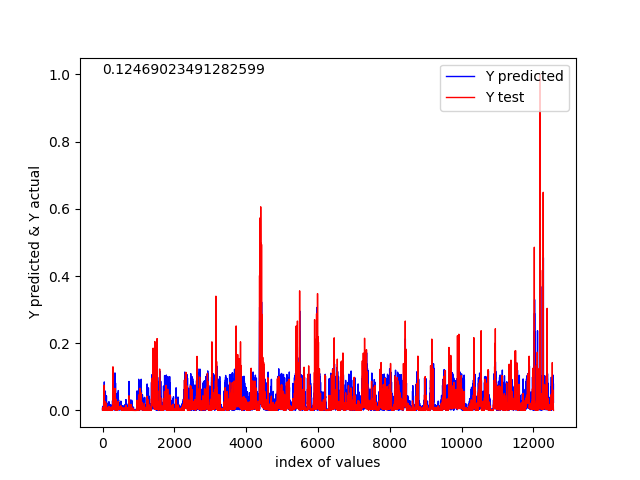 0.12469023491282599
Y predicted
Y test
1.0
0.8
0.6
0.4
0.2
0.0
Y predicted & Y actual
0 2000 4000 6000 8000 10000 12000
index of values